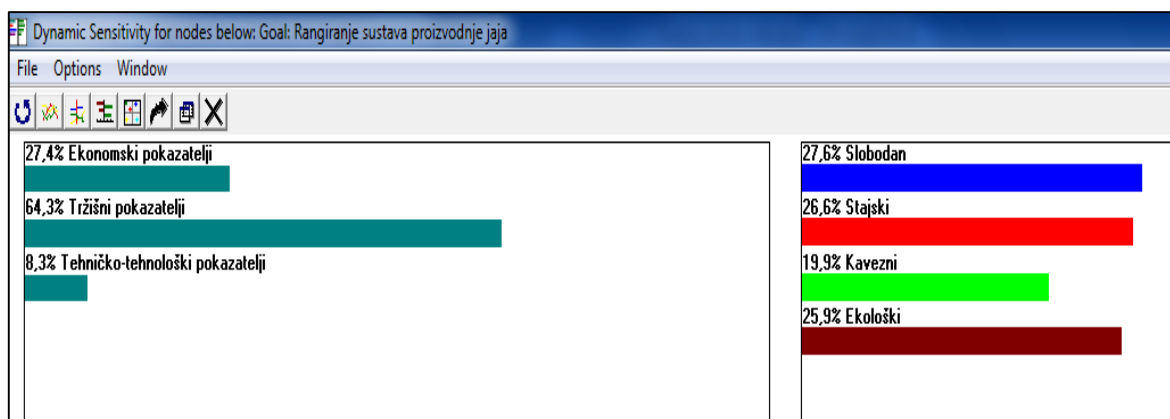 Dynamic Sensitivity for nodes below: Goal: Rangiranje sustava proizvodnje jaja
File Options Window
27,4% Ekonomski pokazatelji
64,3% Tržišni pokazatelji
8,3% Tehničko-tehnološki pokazatelji
27,6% Slobodan
26,6% Stajski
19,9% Kavezni
25,9% Ekološki